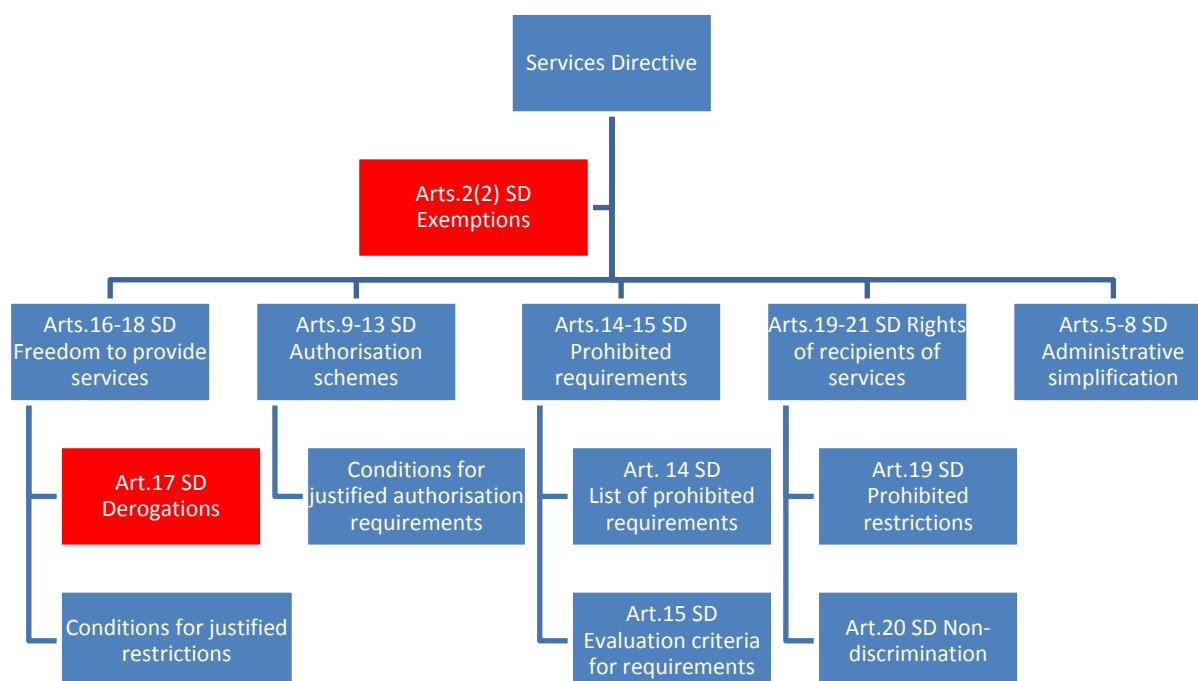 Services Directive
Arts.2(2) SD
Exemptions
Arts.16-18 SD
Freedom to provide
services
Arts.9-13 SD
Authorisation
schemes
Arts.14-15 SD
Prohibited
requirements
Arts.19-21 SD Rights
of recipients of
services
Arts.5-8 SD
Administrative
simplification
Art.17 SD
Derogations
Conditions for
justified authorisation
requirements
Art. 14 SD
List of prohibited
requirements
Art.19 SD
Prohibited
restrictions
Conditions for justified
restrictions
Art.15 SD
Evaluation criteria
for requirements
Art.20 SD Non-
discrimination